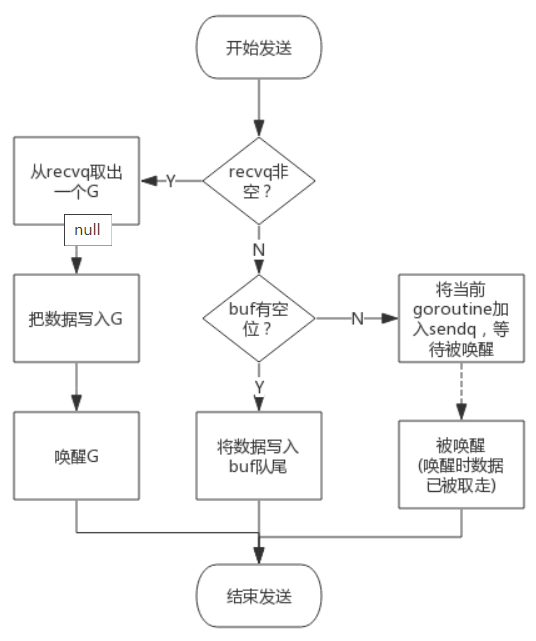 开始发送
从recvq取出
一个G
Y
recvq非
空？
null
N
把数据写入G
buf有空
位？
N
将当前
goroutine加
入sendq，等
待被唤醒
Y
唤醒G
将数据写入
buf队尾
被唤醒
(唤醒时数据
已被取走)
结束发送